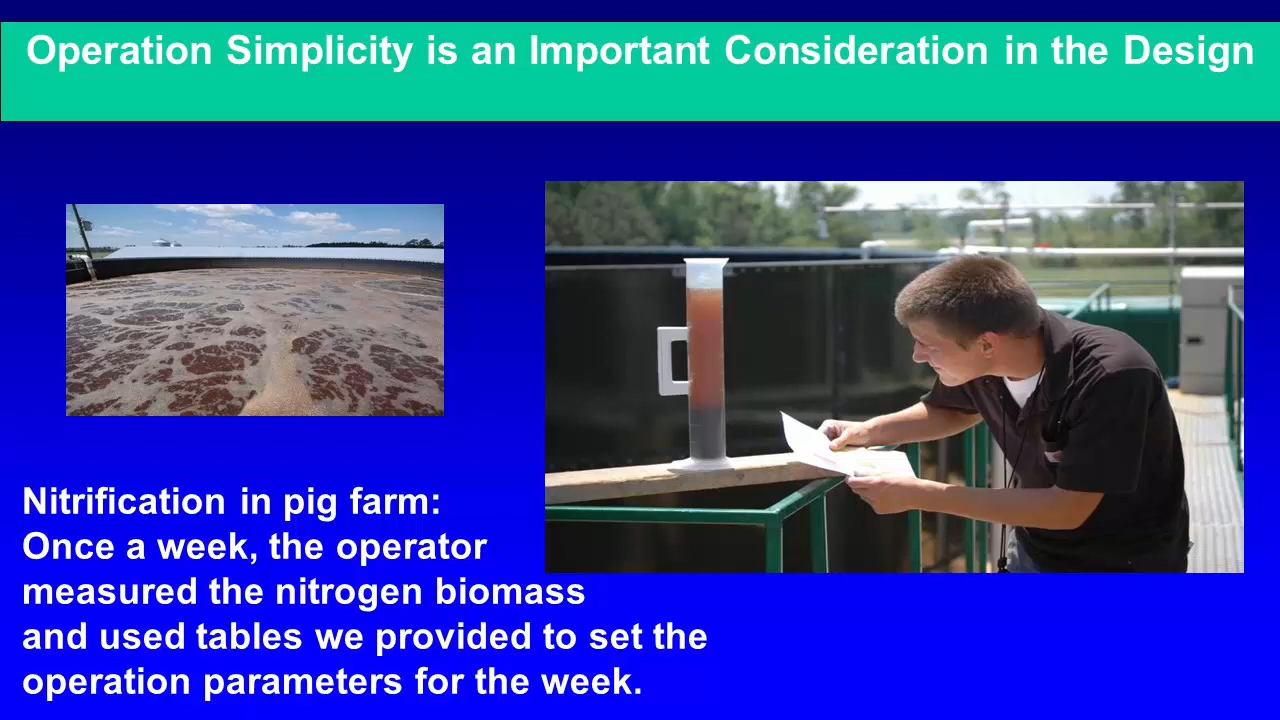 Operation Simplicity is an Important Consideration in the Design
Nitrification in pig farm:
Once a week, the operator
measured the nitrogen biomass
and used tables we provided to set the
operation parameters for the week.